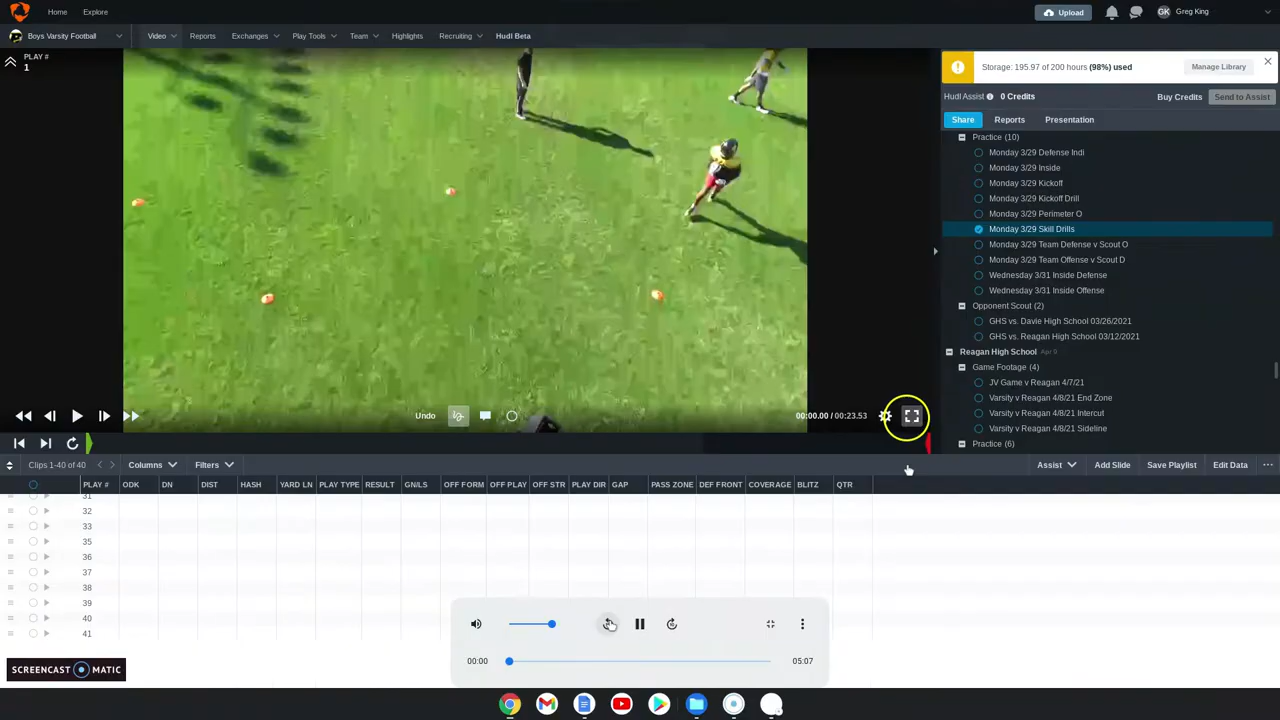 Home Explore Upload GK Greg King
Boys Varsity Football Video Reports Exchanges Play Tools Team Highlights Recruiting Hudl Beta
PLAY #
1
Storage: 195.97 of 200 hours (98%) used Manage Library
Hudl Assist 0 Credits Buy Credits Send to Assist
Share Reports Presentation
Practice (10)
Monday 3/29 Defense Indi
Monday 3/29 Inside
Monday 3/29 Kickoff
Monday 3/29 Kickoff Drill
Monday 3/29 Perimeter O
Monday 3/29 Skill Drills
Monday 3/29 Team Defense v Scout O
Monday 3/29 Team Offense v Scout D
Wednesday 3/31 Inside Defense
Wednesday 3/31 Inside Offense
Opponent Scout (2)
GHS vs. Davie High School 03/26/2021
GHS vs. Reagan High School 03/12/2021
Reagan High School Apr 9
Game Footage (4)
JV Game v Reagan 4/7/21
Varsity v Reagan 4/8/21 End Zone
Varsity v Reagan 4/8/21 Intercut
Varsity v Reagan 4/8/21 Sideline
Practice (6)
Undo 00:00.00 / 00:23.53
Clips 1-40 of 40 Columns Filters Assist Add Slide Save Playlist Edit Data
PLAY # ODK DN DIST HASH YARD LN PLAY TYPE RESULT GN/LS OFF FORM OFF PLAY OFF STR PLAY DIR GAP PASS ZONE DEF FRONT COVERAGE BLITZ QTR
31
32
33
35
36
37
38
39
40
41
00:00 05:07
SCREENCAST MATIC